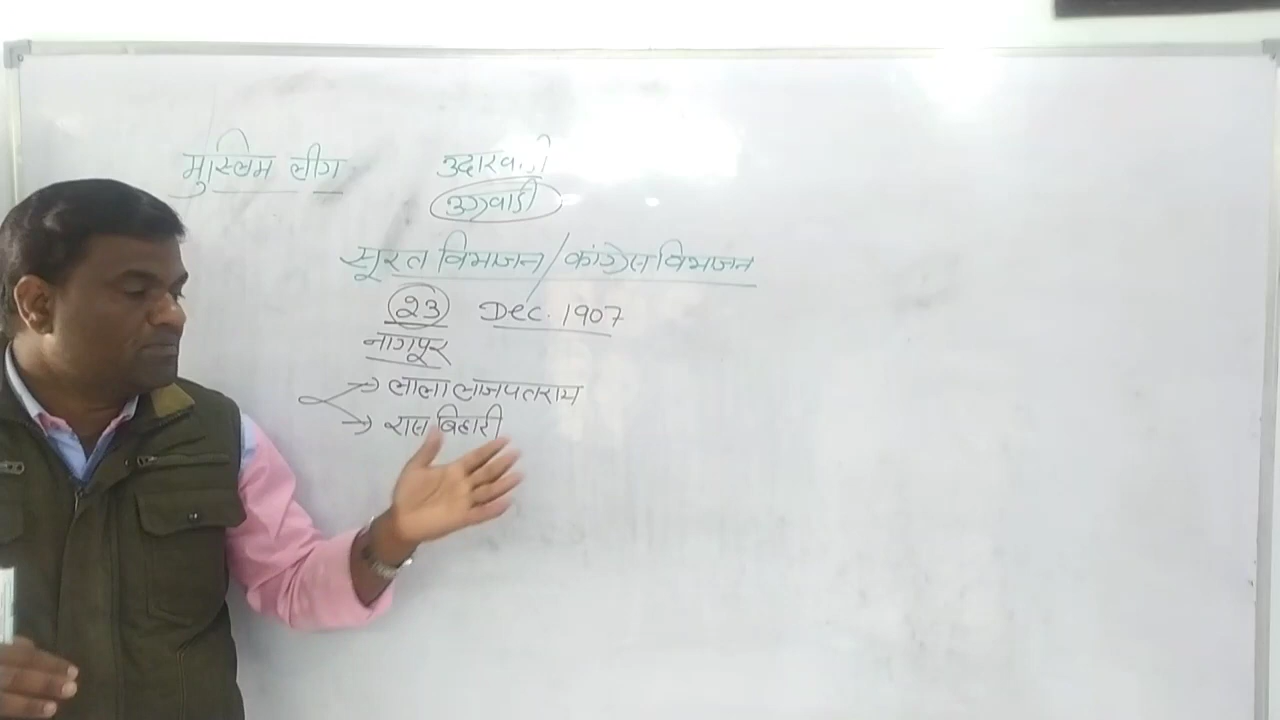 मुस्लिम लीग
उदारवादी
उग्रवादी
सूरत विभाजन/कांग्रेस विभाजन
23 Dec. 1907
नागपूर
→ लाला लाजपतराय
→ रास बिहारी